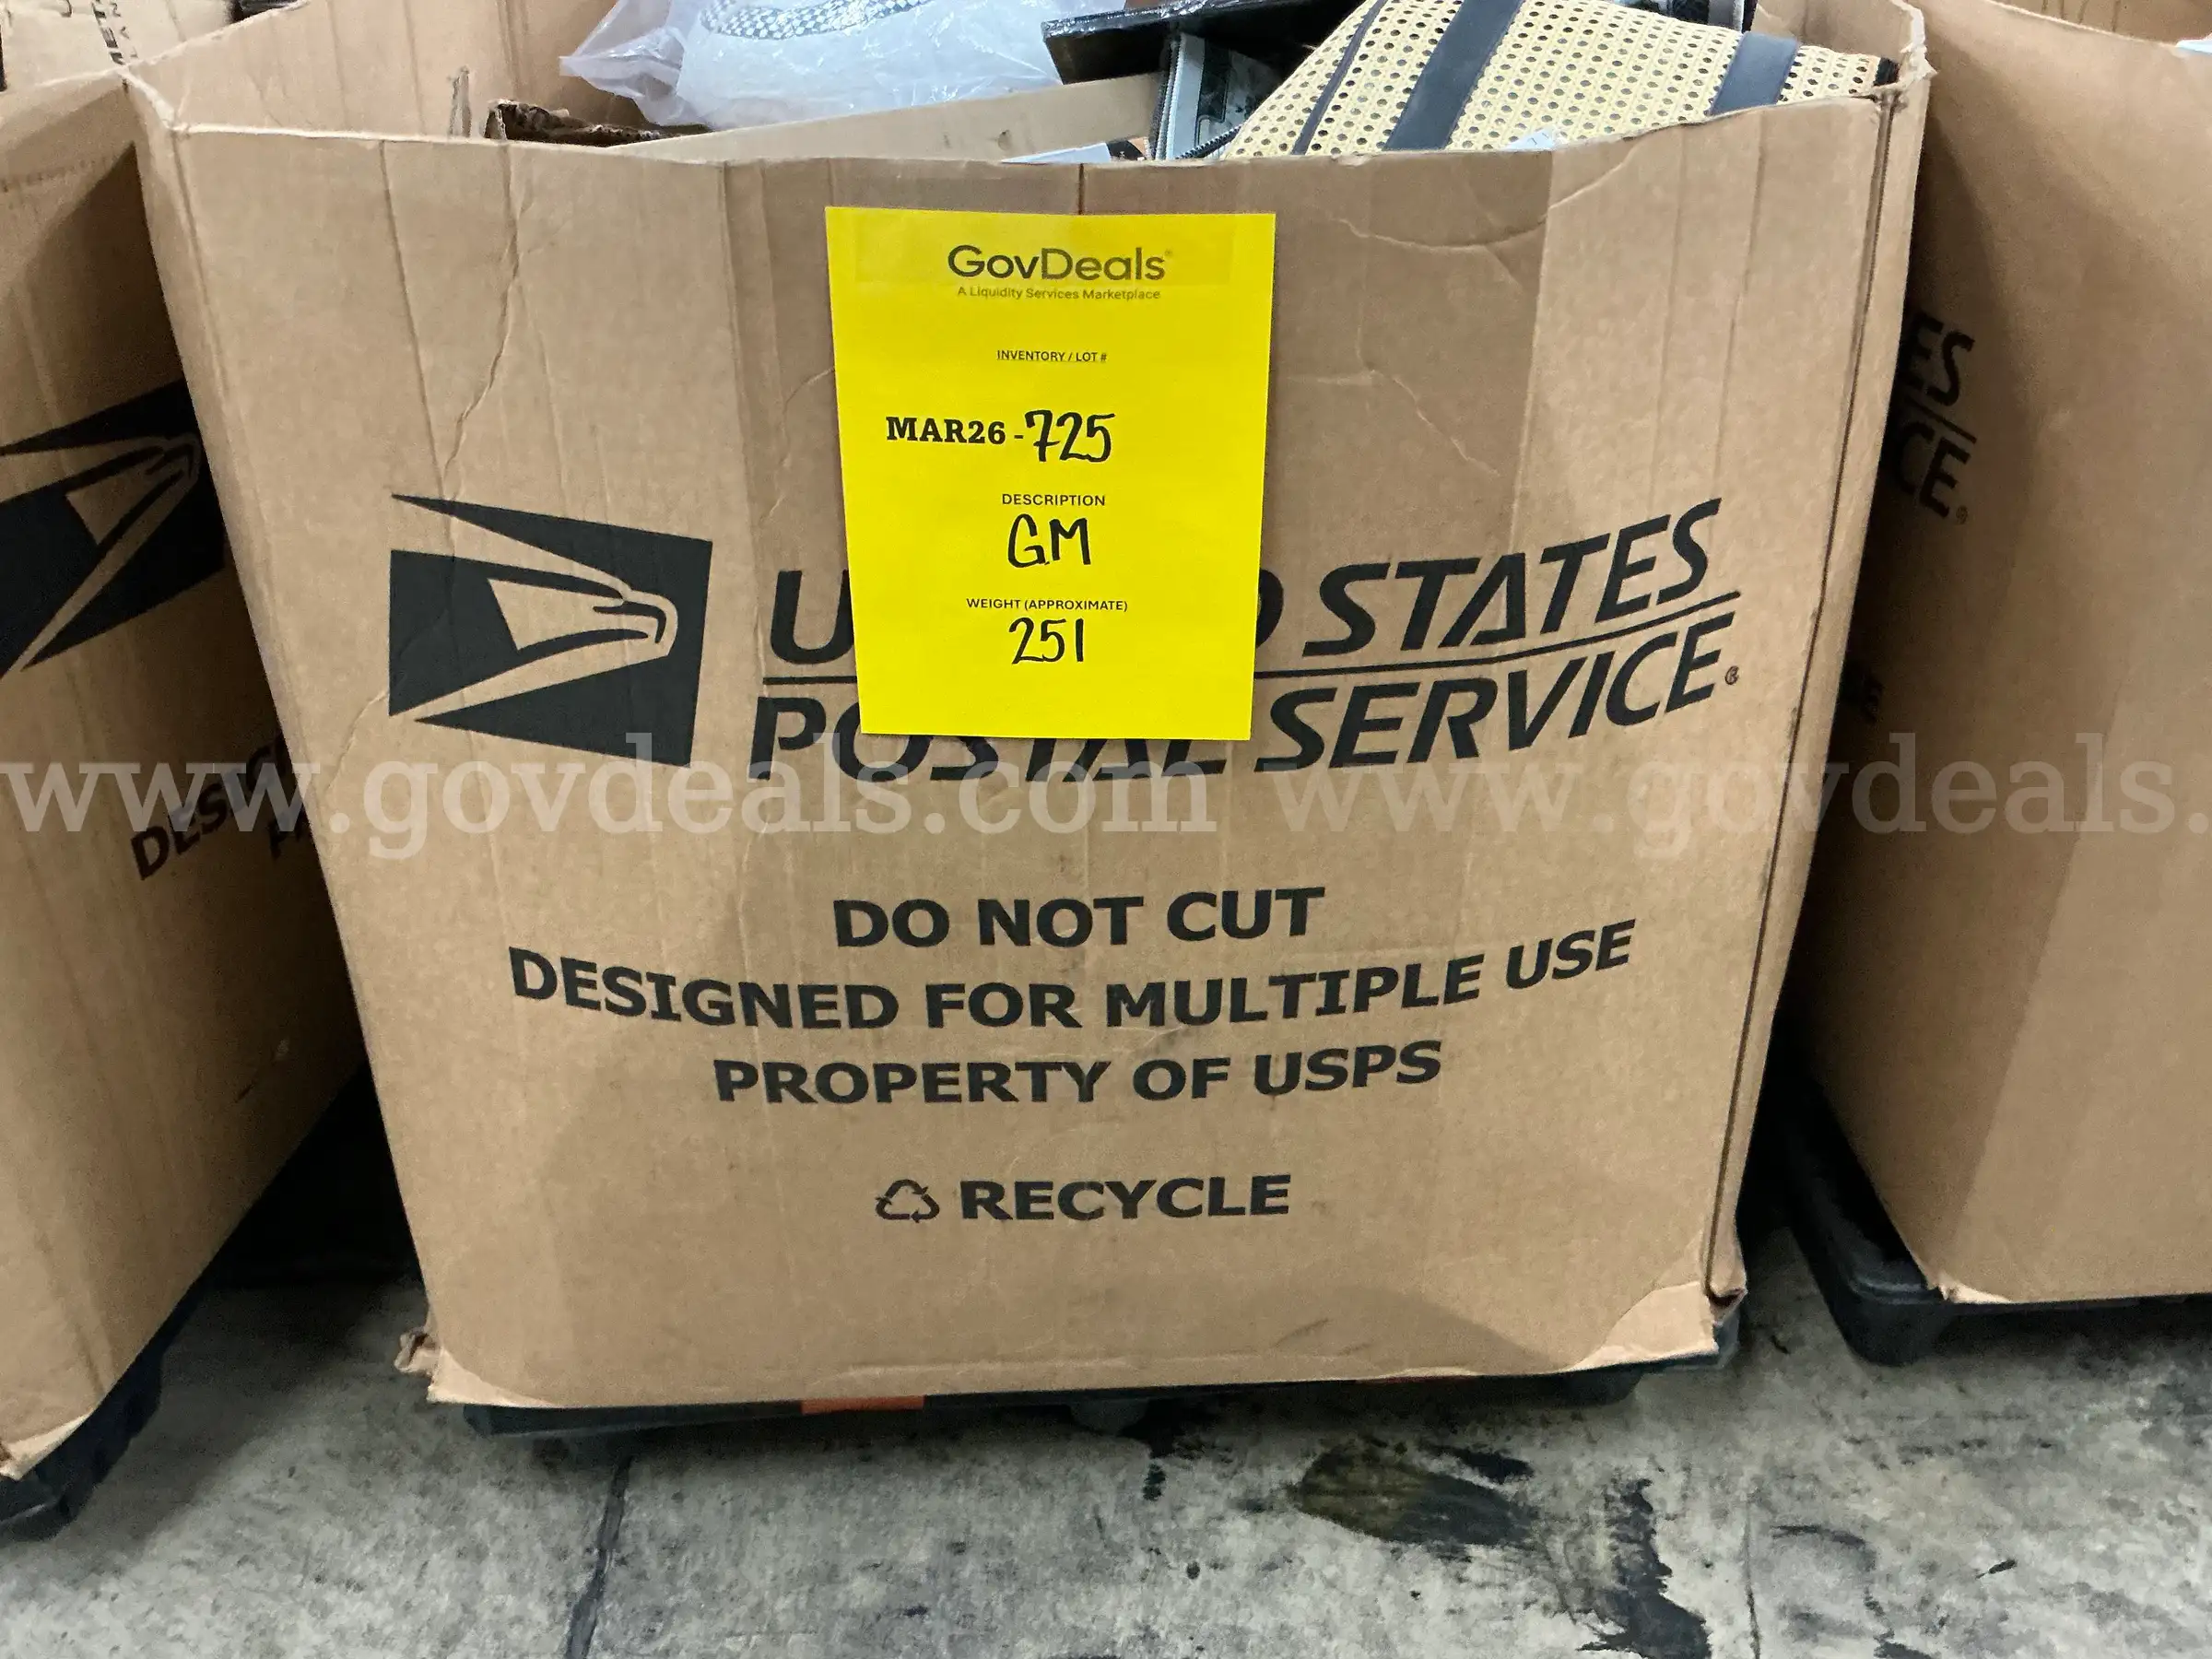 GovDeals
A Liquidity Services Marketplace
INVENTORY / LOT #
MAR26-725
DESCRIPTION
GM
WEIGHT (APPROXIMATE)
251
STATES
POSTAL SERVICE®
www.govdeals.com www.govdeals.
DO NOT CUT
DESIGNED FOR MULTIPLE USE
PROPERTY OF USPS
RECYCLE